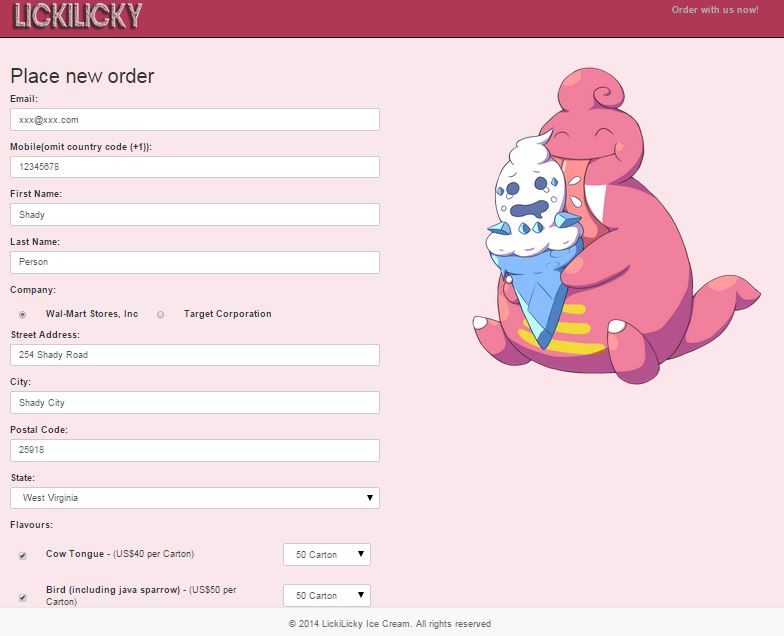 LICKILICKY
Order with us now!
Place new order
Email:
xxx@xxx.com
Mobile(omit country code (+1)):
12345678
First Name:
Shady
Last Name:
Person
Company:
Wal-Mart Stores, Inc Target Corporation
Street Address:
254 Shady Road
City:
Shady City
Postal Code:
25918
State:
West Virginia
Flavours:
Cow Tongue - (US$40 per Carton) 50 Carton
Bird (including java sparrow) - (US$50 per
Carton) 50 Carton
© 2014 LickiLicky Ice Cream. All rights reserved